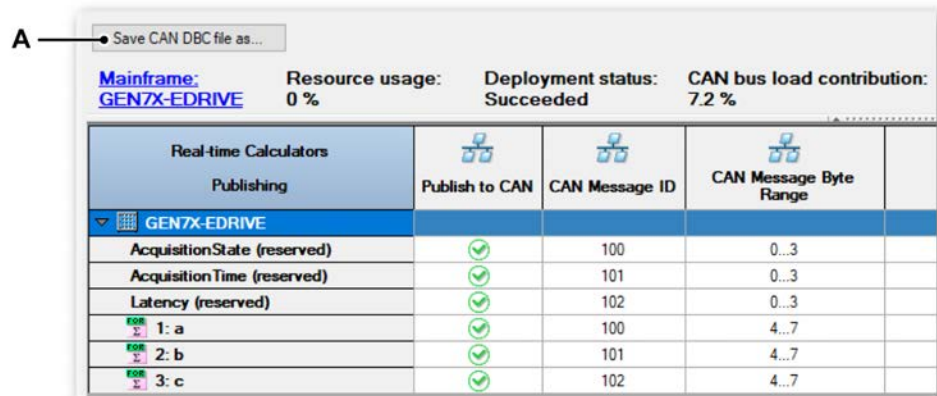 A
Save CAN DBC file as...
Mainframe: Resource usage: Deployment status: CAN bus load contribution:
GEN7X-EDRIVE 0 % Succeeded 7.2 %
Real-time Calculators
Publishing
Publish to CAN CAN Message ID CAN Message Byte
Range
GEN7X-EDRIVE
AcquisitionState (reserved) 100 0...3
AcquisitionTime (reserved) 101 0...3
Latency (reserved) 102 0...3
FOR Σ 1: a 100 4...7
FOR Σ 2: b 101 4...7
FOR Σ 3: c 102 4...7